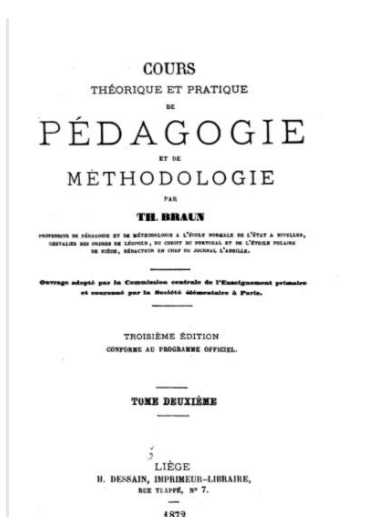 COURS
THÉORIQUE ET PRATIQUE
DE
PÉDAGOGIE
ET DE
MÉTHODOLOGIE
PAR
TH. BRAUN
PROFESSEUR DE PÉDAGOGIE ET DE MÉTHODOLOGIE A L'ÉCOLE NORMALE DE L'ÉTAT A NIVELLES,
CHEVALIER DES ORDRES DE LÉOPOLD, DU CHRIST DU PORTUGAL ET DE L'ÉTOILE POLAIRE
DE SUÈDE, RÉDACTEUR EN CHEF DU JOURNAL L'ABEILLE.
Ouvrage adopté par la Commission centrale de l'Enseignement primaire
et couronné par la Société élémentaire à Paris.
TROISIÈME ÉDITION
CONFORME AU PROGRAMME OFFICIEL.
TOME DEUXIÈME
LIÈGE
H. DESSAIN, IMPRIMEUR-LIBRAIRE,
RUE TRAPPÉ, Nº 7.
1872